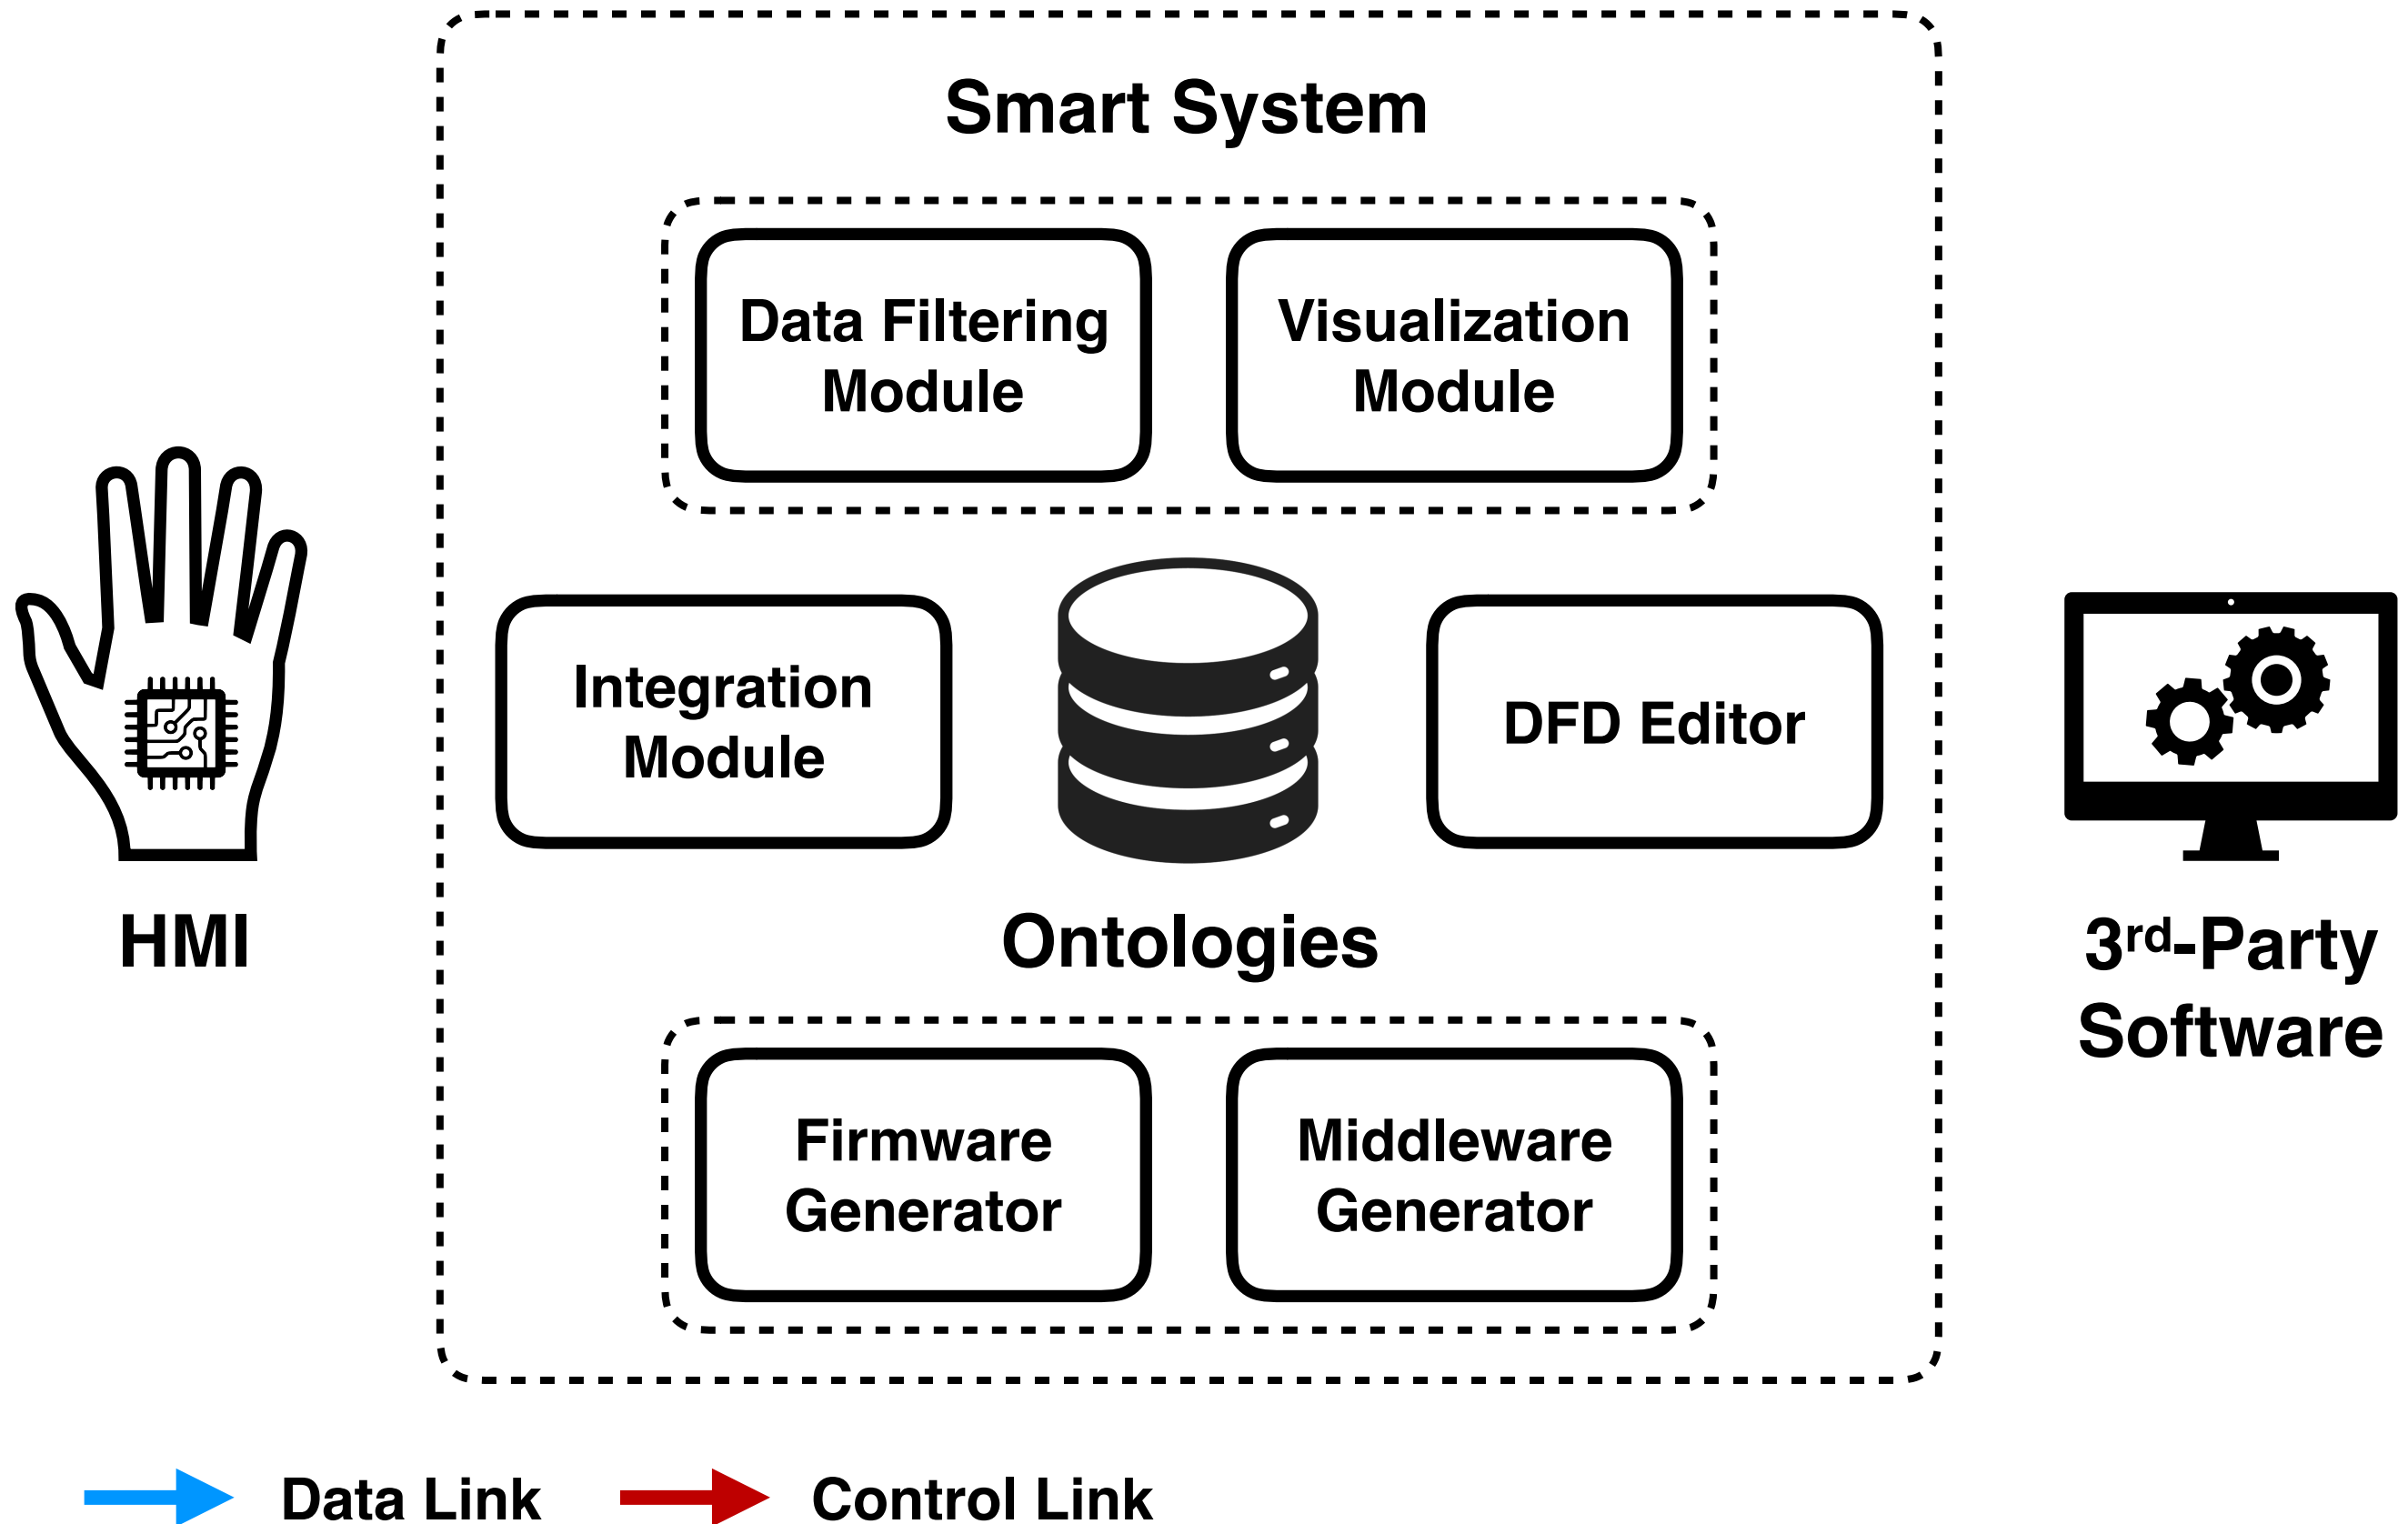 Smart System
Data Filtering
Module
Visualization
Module
Integration
Module
DFD Editor
HMI
Ontologies
3rd-Party
Software
Firmware
Generator
Middleware
Generator
Data Link
Control Link